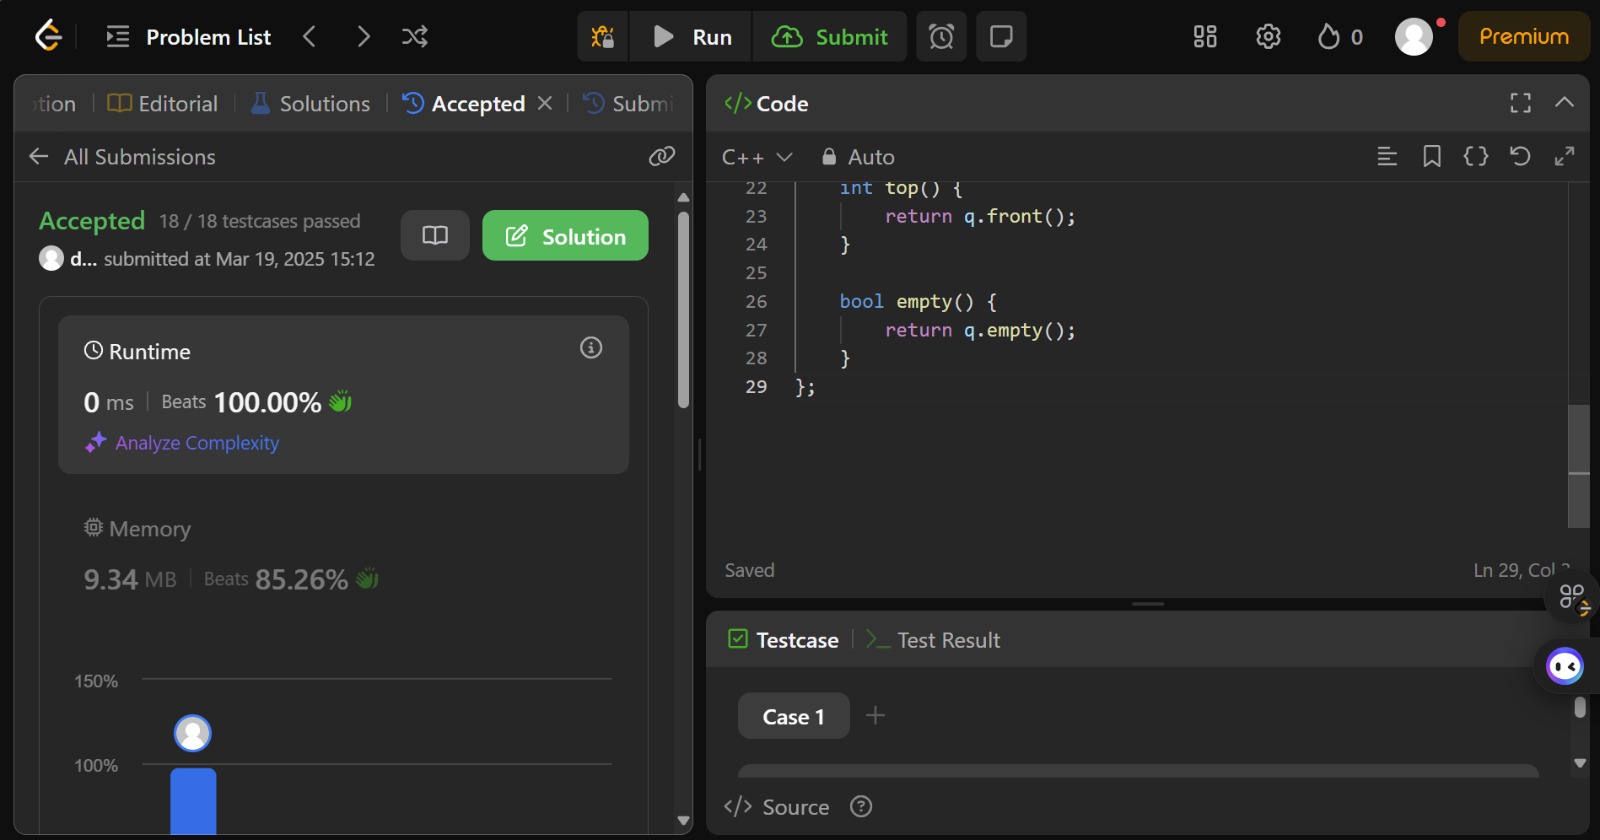 Problem List
Run
Submit
0
Premium
tion
Editorial
Solutions
Accepted
Submi
All Submissions
Accepted 18 / 18 testcases passed
d... submitted at Mar 19, 2025 15:12
Solution
Runtime
0 ms Beats 100.00%
Analyze Complexity
Memory
9.34 MB Beats 85.26%
150%
100%
</> Code
C++
Auto
22 int top() {
23 return q.front();
24 }
25
26 bool empty() {
27 return q.empty();
28 }
29 };
Saved
Ln 29, Col
Testcase
Test Result
Case 1
</> Source